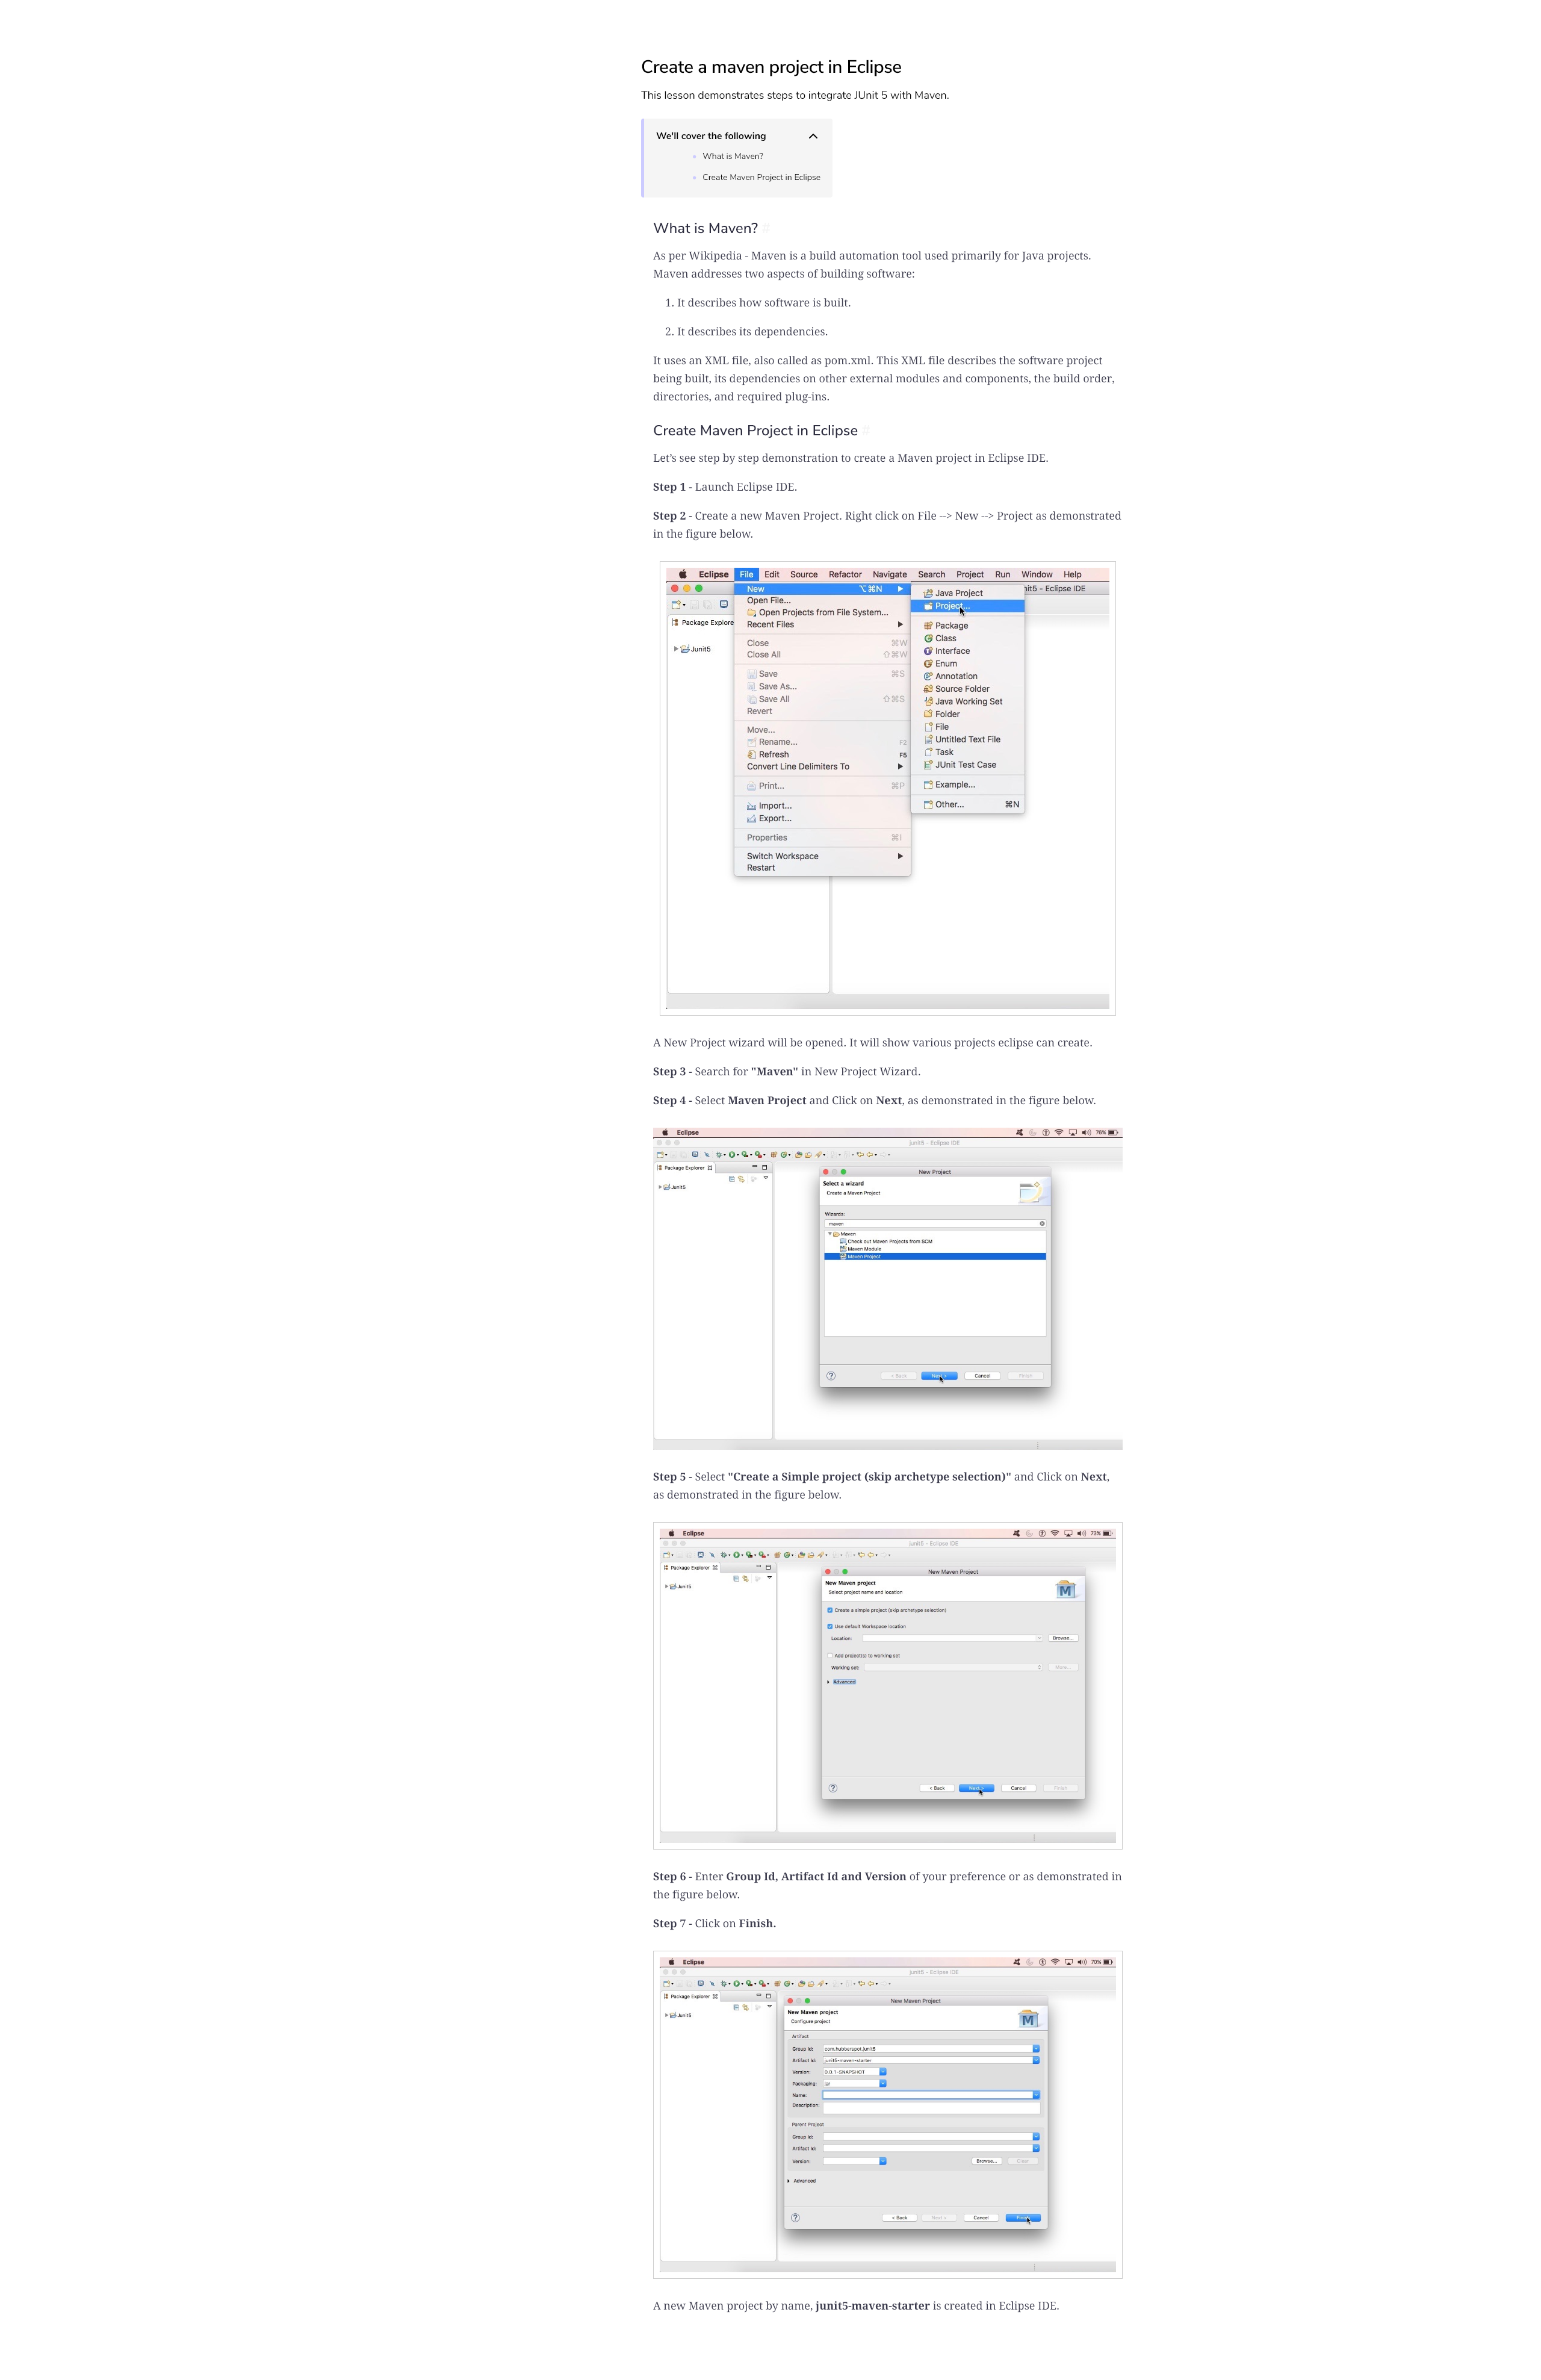 Create a maven project in Eclipse
This lesson demonstrates steps to integrate JUnit 5 with Maven.
We'll cover the following
What is Maven?
Create Maven Project in Eclipse
What is Maven? #
As per Wikipedia - Maven is a build automation tool used primarily for Java projects.
Maven addresses two aspects of building software:
1. It describes how software is built.
2. It describes its dependencies.
It uses an XML file, also called as pom.xml. This XML file describes the software project
being built, its dependencies on other external modules and components, the build order,
directories, and required plug-ins.
Create Maven Project in Eclipse #
Let's see step by step demonstration to create a Maven project in Eclipse IDE.
Step 1 - Launch Eclipse IDE.
Step 2 - Create a new Maven Project. Right click on File --> New --> Project as demonstrated
in the figure below.
Eclipse File Edit Source Refactor Navigate Search Project Run Window Help
nit5 - Eclipse IDE
Package Explore
Junit5
New ⌥⌘N
Open File...
Open Projects from File System...
Recent Files
Close ⌘W
Close All ⇧⌘W
Save ⌘S
Save As...
Save All ⇧⌘S
Revert
Move...
Rename... F2
Refresh F5
Convert Line Delimiters To
Print... ⌘P
Import...
Export...
Properties ⌘I
Switch Workspace
Restart
Java Project
Project...
Package
Class
Interface
Enum
Annotation
Source Folder
Java Working Set
Folder
File
Untitled Text File
Task
JUnit Test Case
Example...
Other... ⌘N
A New Project wizard will be opened. It will show various projects eclipse can create.
Step 3 - Search for "Maven" in New Project Wizard.
Step 4 - Select Maven Project and Click on Next, as demonstrated in the figure below.
Eclipse 76%
junit5 - Eclipse IDE
Package Explorer
Junit5
New Project
Select a wizard
Create a Maven Project
Wizards:
maven
Maven
Check out Maven Projects from SCM
Maven Module
Maven Project
? < Back Next > Cancel Finish
Step 5 - Select "Create a Simple project (skip archetype selection)" and Click on Next,
as demonstrated in the figure below.
Eclipse 73%
junit5 - Eclipse IDE
Package Explorer
Junit5
New Maven Project
New Maven project
Select project name and location
M
Create a simple project (skip archetype selection)
Use default Workspace location
Location: Browse...
Add project(s) to working set
Working set: More...
Advanced
? < Back Next > Cancel Finish
Step 6 - Enter Group Id, Artifact Id and Version of your preference or as demonstrated in
the figure below.
Step 7 - Click on Finish.
Eclipse 70%
junit5 - Eclipse IDE
Package Explorer
Junit5
New Maven Project
New Maven project
Configure project
M
Artifact
Group Id: com.hubberspot.junit5
Artifact Id: junit5-maven-starter
Version: 0.0.1-SNAPSHOT
Packaging: jar
Name:
Description:
Parent Project
Group Id:
Artifact Id:
Version: Browse... Clear
Advanced
? < Back Next > Cancel Finish
A new Maven project by name, junit5-maven-starter is created in Eclipse IDE.